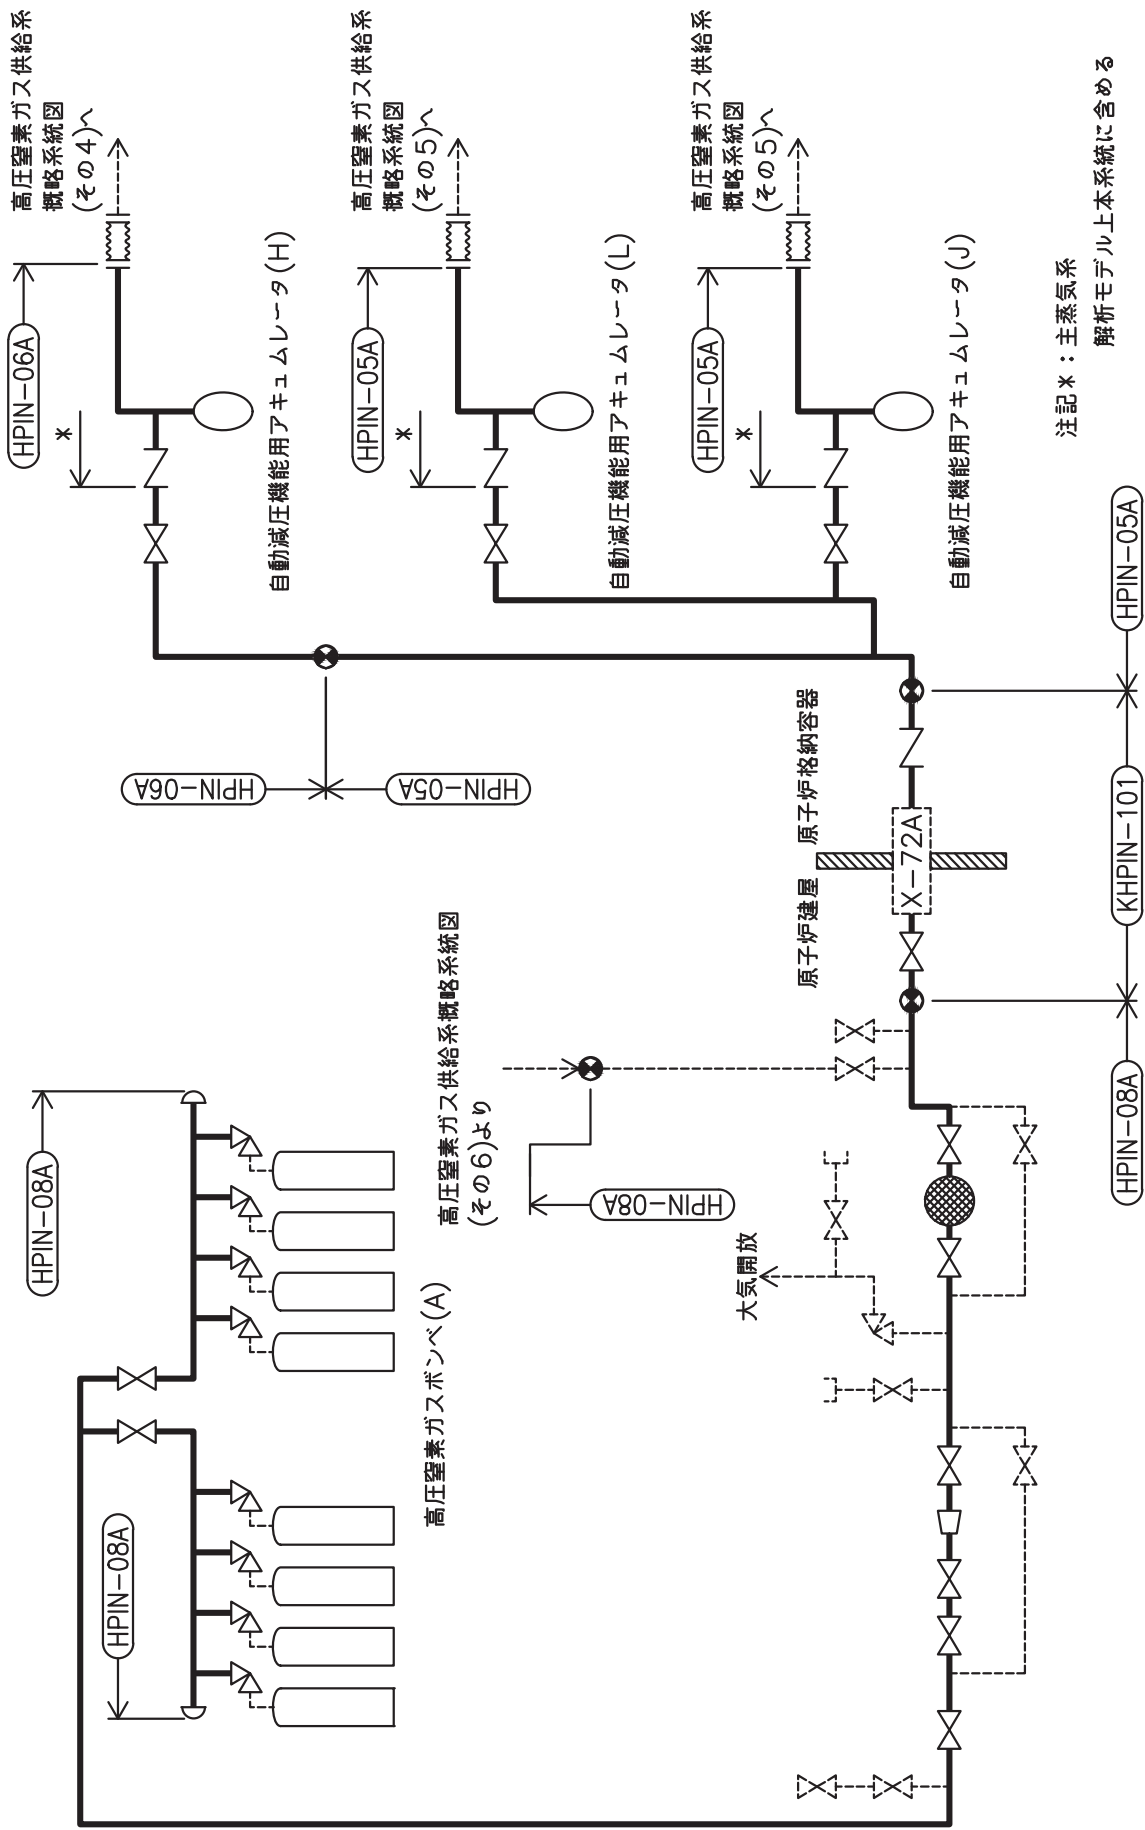 高圧窒素ガス供給系
概略系統図
(その4)へ
HPIN-06A
*
自動減圧機能用アキュムレータ(H)
高圧窒素ガス供給系
概略系統図
(その5)へ
HPIN-05A
*
自動減圧機能用アキュムレータ(L)
高圧窒素ガス供給系
概略系統図
(その5)へ
HPIN-05A
*
自動減圧機能用アキュムレータ(J)
注記*:主蒸気系
解析モデル上本系統に含める
HPIN-06A
HPIN-05A
原子炉格納容器
原子炉建屋
X-72A
HPIN-05A
KHPIN-101
HPIN-08A
高圧窒素ガス供給系概略系統図
(その6)より
HPIN-08A
大気開放
HPIN-08A
HPIN-08A
高圧窒素ガスボンベ(A)